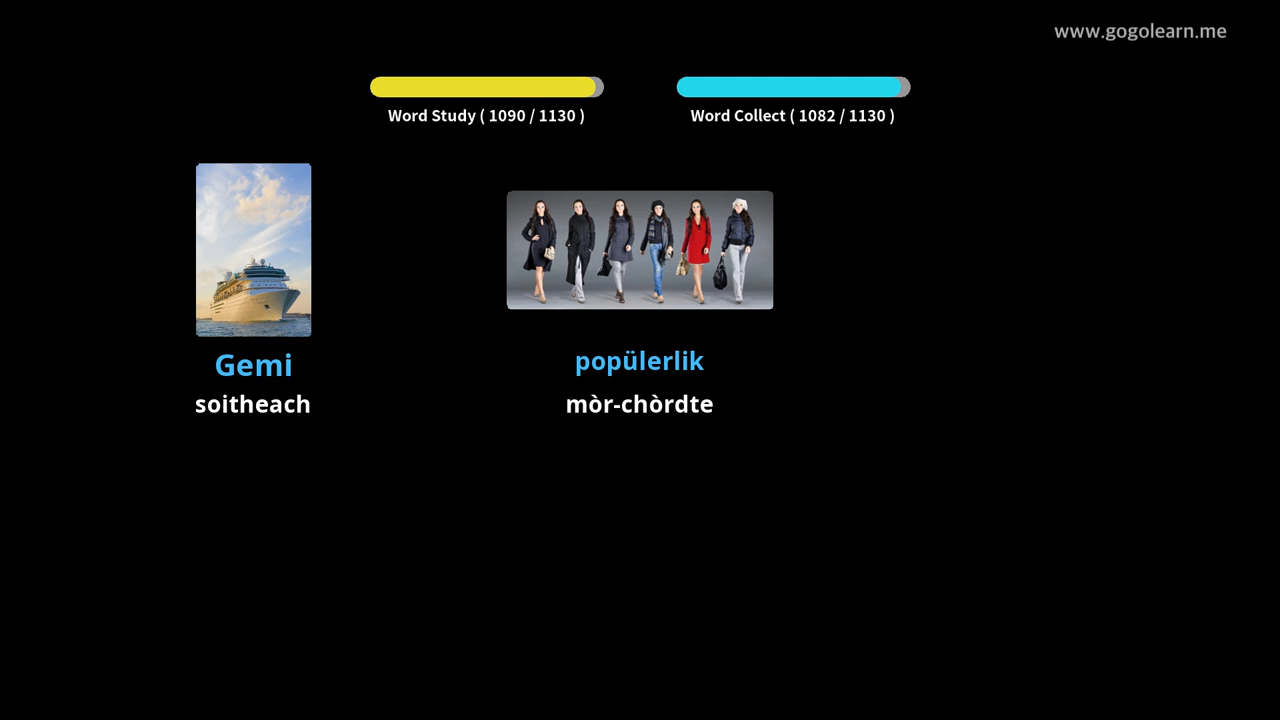 www.gogolearn.me
Word Study ( 1090 / 1130 )
Word Collect ( 1082 / 1130 )
Gemi
soitheach
popülerlik
mòr-chòrdte